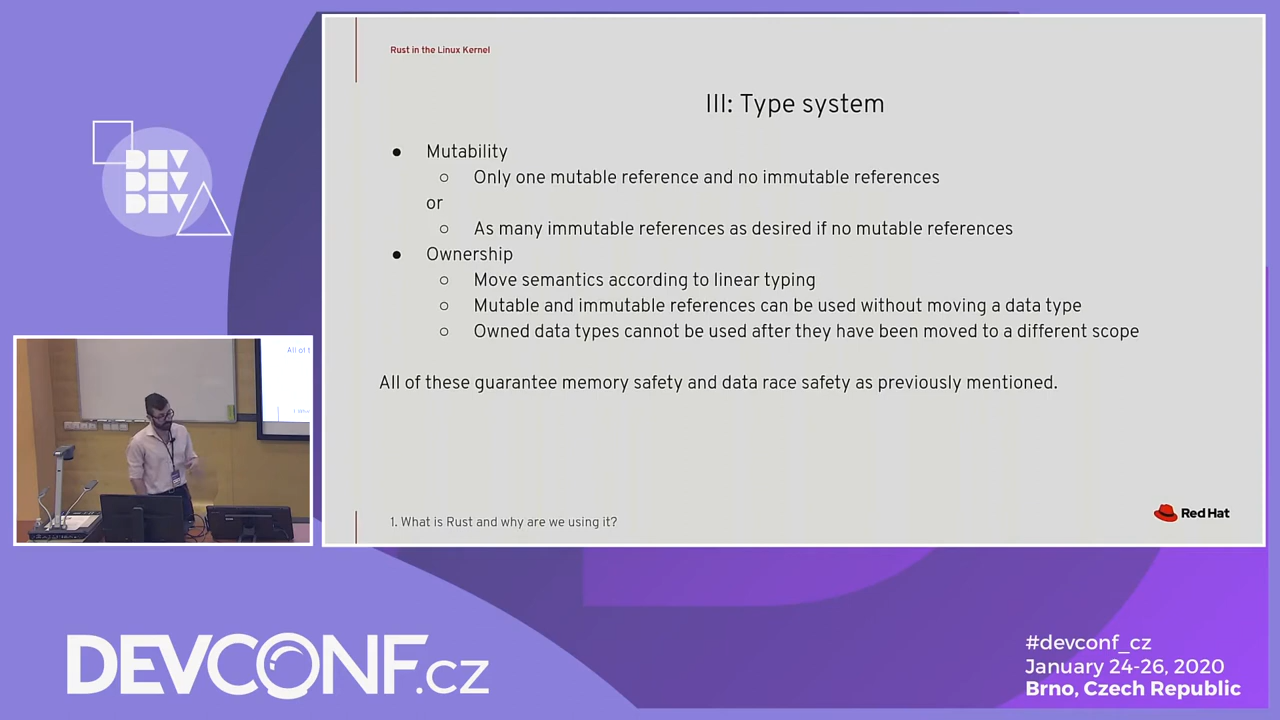 Rust in the Linux Kernel
III: Type system
● Mutability
○ Only one mutable reference and no immutable references
or
○ As many immutable references as desired if no mutable references
● Ownership
○ Move semantics according to linear typing
○ Mutable and immutable references can be used without moving a data type
○ Owned data types cannot be used after they have been moved to a different scope
All of these guarantee memory safety and data race safety as previously mentioned.
1. What is Rust and why are we using it?
Red Hat
DEV
DEV
DEV
All of t
DEVCONF.cz
#devconf_cz
January 24-26, 2020
Brno, Czech Republic